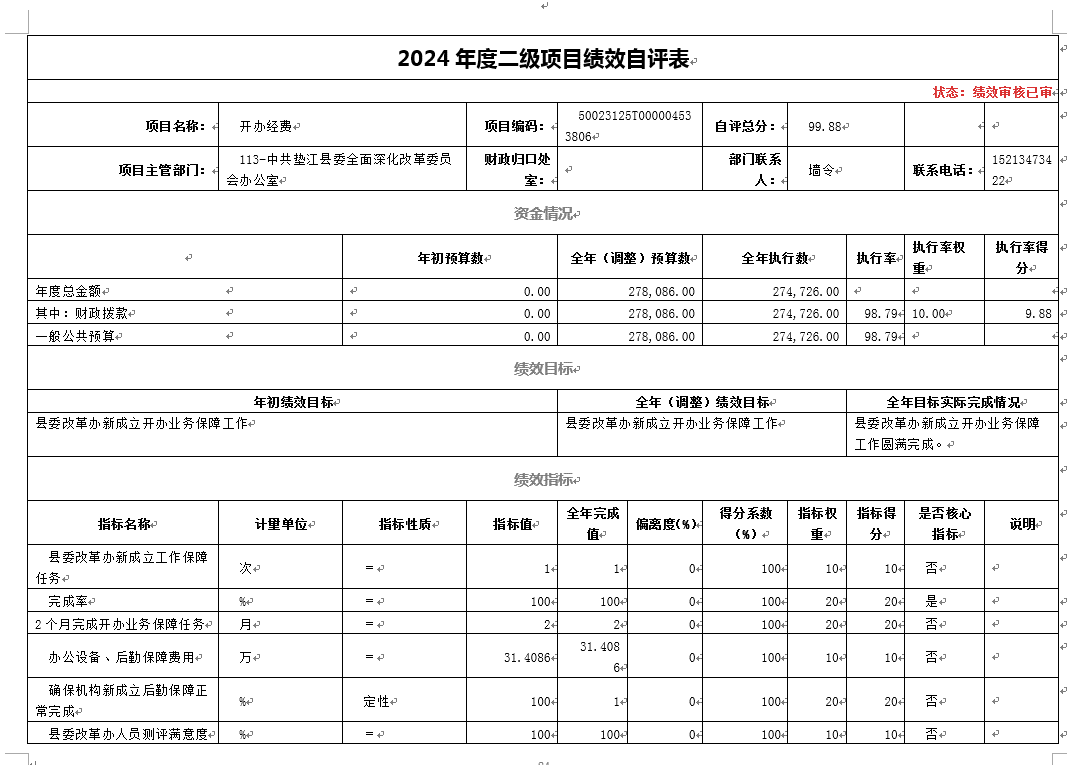 2024 年度二级项目绩效自评表
状态：绩效审核已审
项目名称： 开办经费 项目编码： 50023125T00000453 自评总分： 99.88
3806
项目主管部门： 113-中共垫江县委全面深化改革委员 财政归口处 部门联系 墙令 联系电话： 152134734
会办公室 室： 人： 22
资金情况
年初预算数 全年（调整）预算数 全年执行数 执行率 执行率权 执行率得
重 分
年度总金额 0.00 278,086.00 274,726.00
其中：财政拨款 0.00 278,086.00 274,726.00 98.79 10.00 9.88
一般公共预算 0.00 278,086.00 274,726.00 98.79
绩效目标
年初绩效目标 全年（调整）绩效目标 全年目标实际完成情况
县委改革办新成立开办业务保障工作 县委改革办新成立开办业务保障工作 县委改革办新成立开办业务保障
工作圆满完成。
绩效指标
指标名称 计量单位 指标性质 指标值 全年完成 偏离度(%) 得分系数 指标权 指标得 是否核心 说明
值 (%) 重 分 指标
县委改革办新成立工作保障 次 ＝ 1 1 0 100 10 10 否
任务
完成率 % ＝ 100 100 0 100 20 20 是
2 个月完成开办业务保障任务 月 ＝ 2 2 0 100 20 20 否
办公设备、后勤保障费用 万 ＝ 31.4086 31.408 0 100 10 10 否
6
确保机构新成立后勤保障正 % 定性 100 1 0 100 20 20 否
常完成
县委改革办人员测评满意度 % ＝ 100 100 0 100 10 10 否